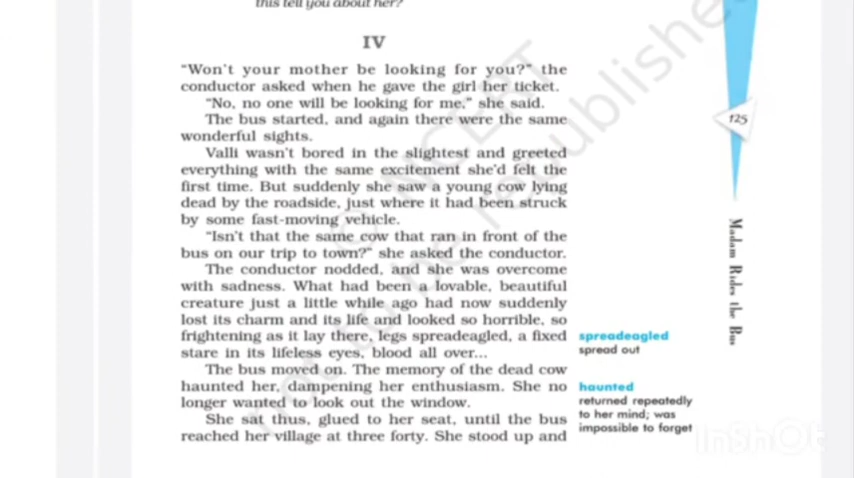 this tell you about her?
IV
“Won’t your mother be looking for you?” the
conductor asked when he gave the girl her ticket.
“No, no one will be looking for me,” she said.
The bus started, and again there were the same
wonderful sights.
Valli wasn’t bored in the slightest and greeted
everything with the same excitement she’d felt the
first time. But suddenly she saw a young cow lying
dead by the roadside, just where it had been struck
by some fast-moving vehicle.
“Isn’t that the same cow that ran in front of the
bus on our trip to town?” she asked the conductor.
The conductor nodded, and she was overcome
with sadness. What had been a lovable, beautiful
creature just a little while ago had now suddenly
lost its charm and its life and looked so horrible, so
frightening as it lay there, legs spreadeagled, a fixed
stare in its lifeless eyes, blood all over...
The bus moved on. The memory of the dead cow
haunted her, dampening her enthusiasm. She no
longer wanted to look out the window.
She sat thus, glued to her seat, until the bus
reached her village at three forty. She stood up and
spreadeagled
spread out
haunted
returned repeatedly
to her mind; was
impossible to forget
125
Madam Rides the Bus
© NCERT
not to be republished
InShOt